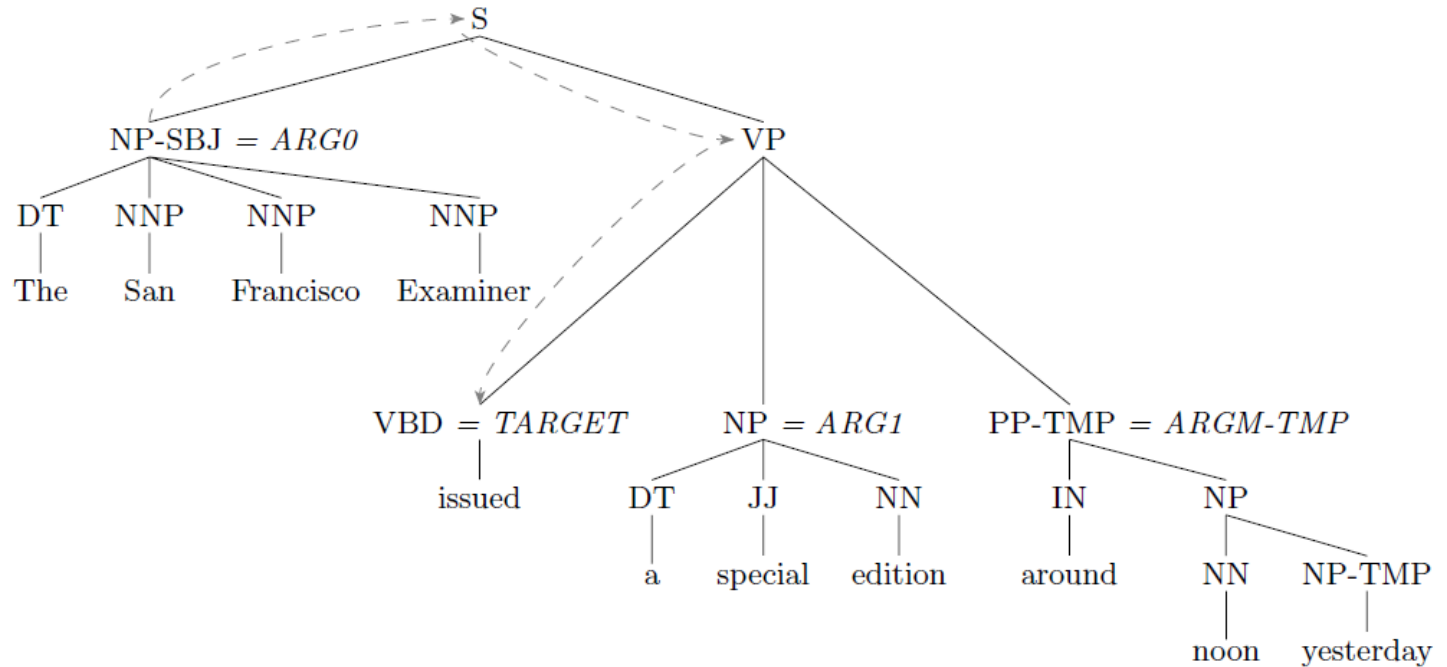 S
NP-SBJ = ARG0 VP
DT NNP NNP NNP
The San Francisco Examiner
VBD = TARGET NP = ARG1 PP-TMP = ARGM-TMP
issued DT JJ NN IN NP
a special edition around NN NP-TMP
noon yesterday